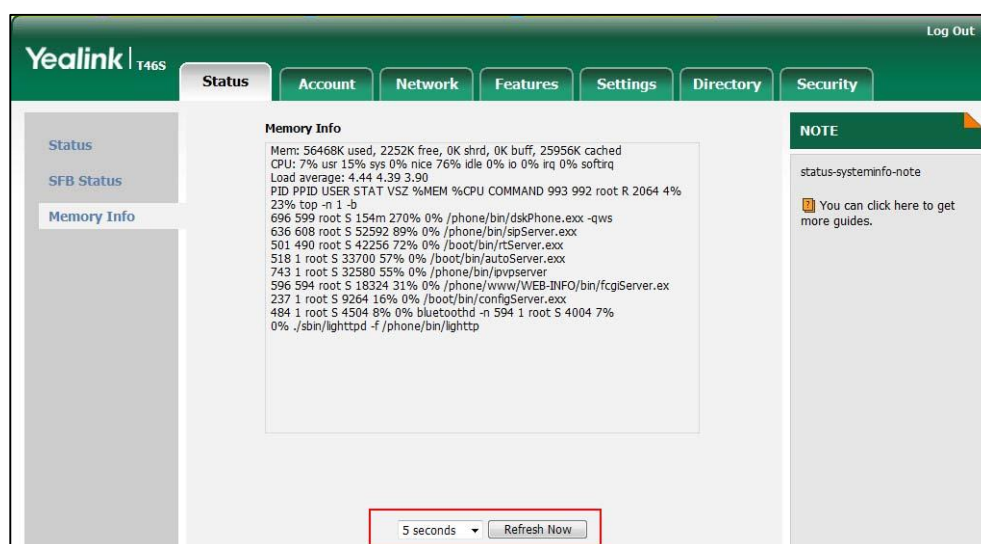 Log Out
Yealink T46S
Status Account Network Features Settings Directory Security
Status
SFB Status
Memory Info
Memory Info
Mem: 56468K used, 2252K free, 0K shrd, 0K buff, 25956K cached
CPU: 7% usr 15% sys 0% nice 76% idle 0% io 0% irq 0% softirq
Load average: 4.44 4.39 3.90
PID PPID USER STAT VSZ %MEM %CPU COMMAND 993 992 root R 2064 4%
23% top -n 1 -b
696 599 root S 154m 270% 0% /phone/bin/dskPhone.exx -qws
636 608 root S 52592 89% 0% /phone/bin/sipServer.exx
501 490 root S 42256 72% 0% /boot/bin/rtServer.exx
518 1 root S 33700 57% 0% /boot/bin/autoServer.exx
743 1 root S 32580 55% 0% /phone/bin/ipvpserver
596 594 root S 18324 31% 0% /phone/www/WEB-INFO/bin/fcgiServer.ex
237 1 root S 9264 16% 0% /boot/bin/configServer.exx
484 1 root S 4504 8% 0% bluetoothd -n 594 1 root S 4004 7%
0% ./sbin/lighttpd -f /phone/bin/lighttp
5 seconds Refresh Now
NOTE
status-systeminfo-note
You can click here to get
more guides.